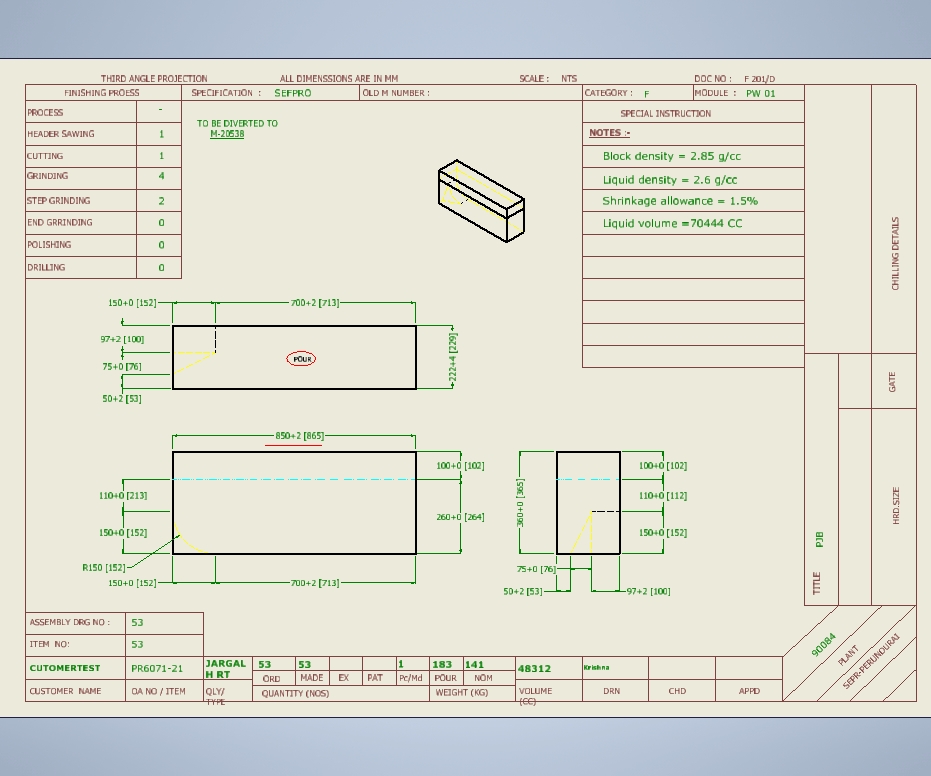 THIRD ANGLE PROJECTION ALL DIMENSSIONS ARE IN MM SCALE : NTS DOC NO : F 201/D
FINISHING PROESS SPECIFICATION : SEFPRO OLD M NUMBER : CATEGORY : F MODULE : PW 01
PROCESS -
HEADER SAWING 1
CUTTING 1
GRINDING 4
STEP GRINDING 2
END GRRINDING 0
POLISHING 0
DRILLING 0
TO BE DIVERTED TO
M-20538
SPECIAL INSTRUCTION
NOTES :-
Block density = 2.85 g/cc
Liquid density = 2.6 g/cc
Shrinkage allowance = 1.5%
Liquid volume =70444 CC
CHILLING DETAILS
GATE
HRD.SIZE
TITLE PJB
150+0 [152] 700+2 [713]
97+2 [100]
75+0 [76]
50+2 [53]
POUR
222+4 [229]
850+2 [865]
100+0 [102]
110+0 [213]
260+0 [264]
150+0 [152]
R150 [152]
150+0 [152] 700+2 [713]
360+0 [365]
100+0 [102]
110+0 [112]
150+0 [152]
75+0 [76]
50+2 [53] 97+2 [100]
ASSEMBLY DRG NO : 53
ITEM NO: 53
CUTOMERTEST PR6071-21 JARGAL 53 53 1 183 141 48312 Krishna
H RT ORD MADE EX PAT Pc/Md POUR NOM
CUSTOMER NAME OA NO / ITEM QLY/ QUANTITY (NOS) WEIGHT (KG) VOLUME DRN CHD APPD
TYPE (CC)
90084
PLANT
SEPR-PERUNDURAI